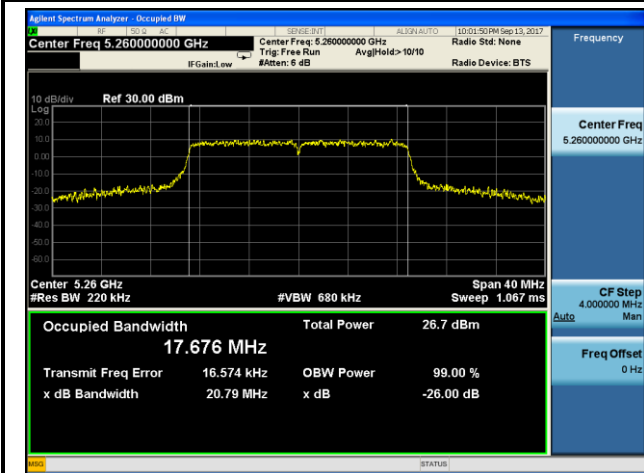 Agilent Spectrum Analyzer - Occupied BW
RF 50 Ω AC SENSE:INT ALIGN AUTO 10:01:50 PM Sep 13, 2017
Center Freq 5.260000000 GHz Center Freq: 5.260000000 GHz Radio Std: None Frequency
Trig: Free Run Avg|Hold:>10/10
IFGain:Low #Atten: 6 dB Radio Device: BTS
10 dB/div Ref 30.00 dBm
Log
20.0
10.0
0.00
-10.0
-20.0
-30.0
-40.0
-50.0
-60.0
Center Freq
5.260000000 GHz
Center 5.26 GHz Span 40 MHz
#Res BW 220 kHz #VBW 680 kHz Sweep 1.067 ms
CF Step
4.000000 MHz
Auto Man
Occupied Bandwidth Total Power 26.7 dBm
17.676 MHz
Transmit Freq Error 16.574 kHz OBW Power 99.00 %
x dB Bandwidth 20.79 MHz x dB -26.00 dB
Freq Offset
0 Hz
MSG STATUS